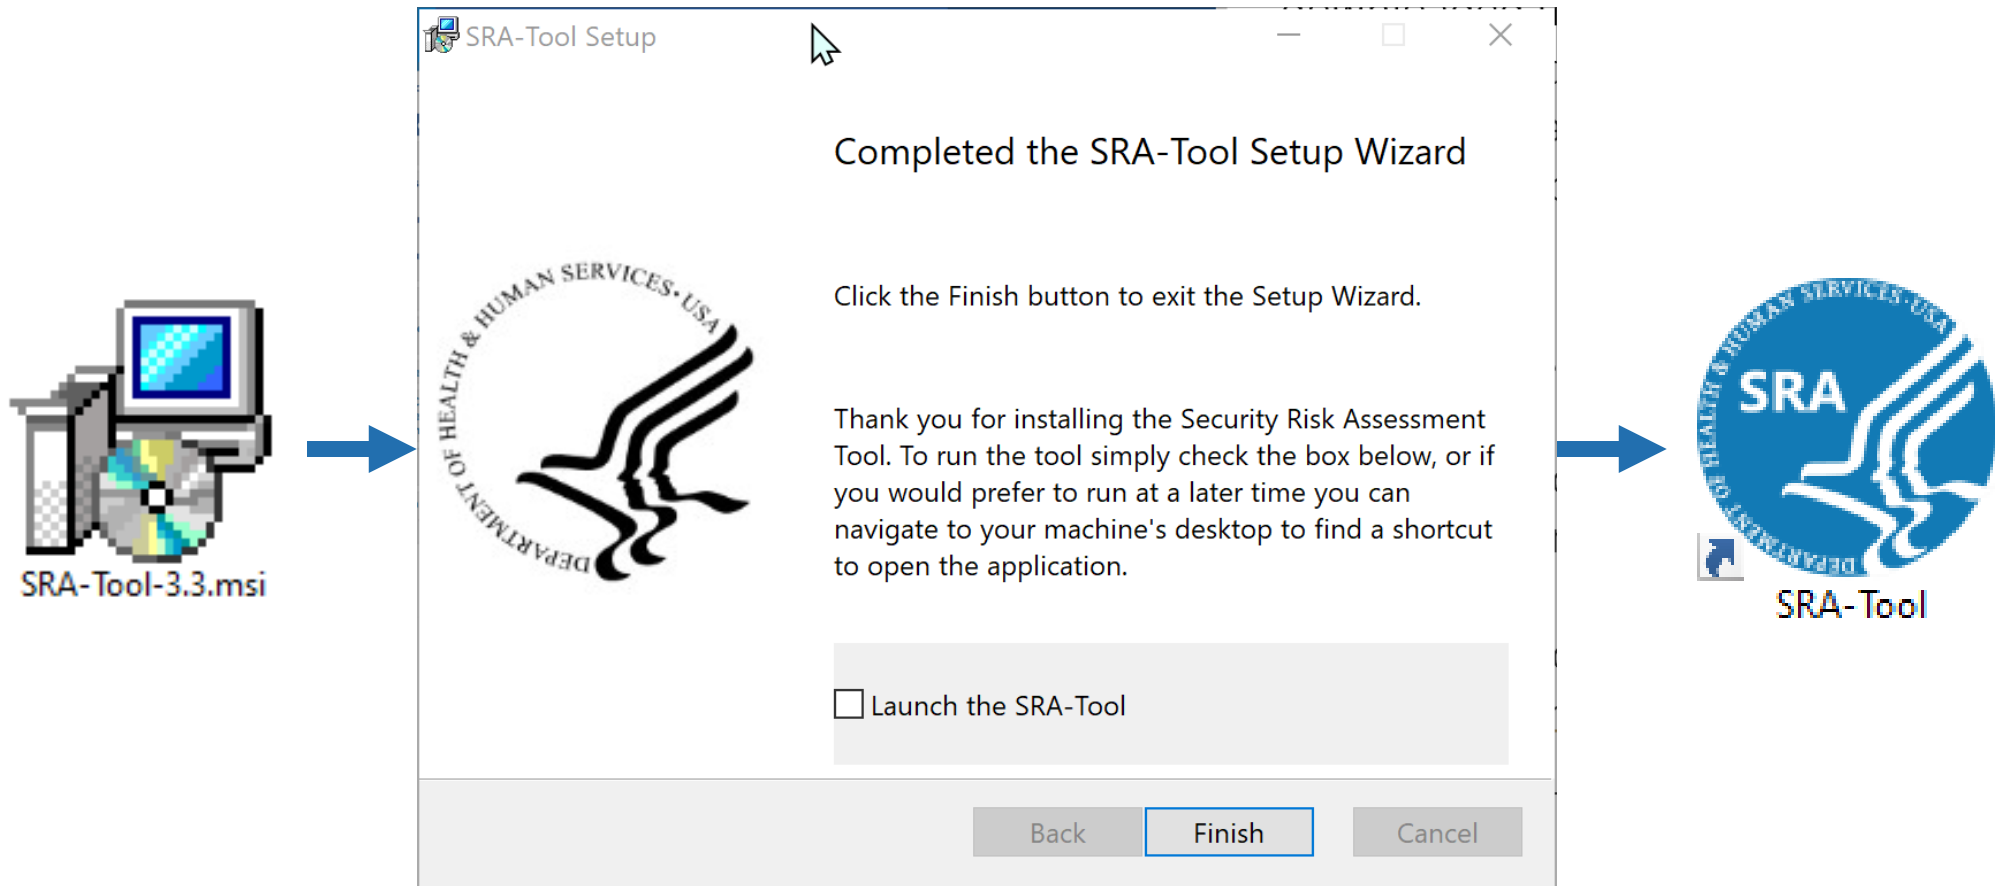 SRA-Tool Setup
Completed the SRA-Tool Setup Wizard
Click the Finish button to exit the Setup Wizard.
DEPARTMENT OF HEALTH & HUMAN SERVICES · USA
Thank you for installing the Security Risk Assessment
Tool. To run the tool simply check the box below, or if
you would prefer to run at a later time you can
navigate to your machine's desktop to find a shortcut
to open the application.
Launch the SRA-Tool
Back
Finish
Cancel
SRA-Tool-3.3.msi
DEPARTMENT OF HEALTH & HUMAN SERVICES · USA
SRA
SRA-Tool